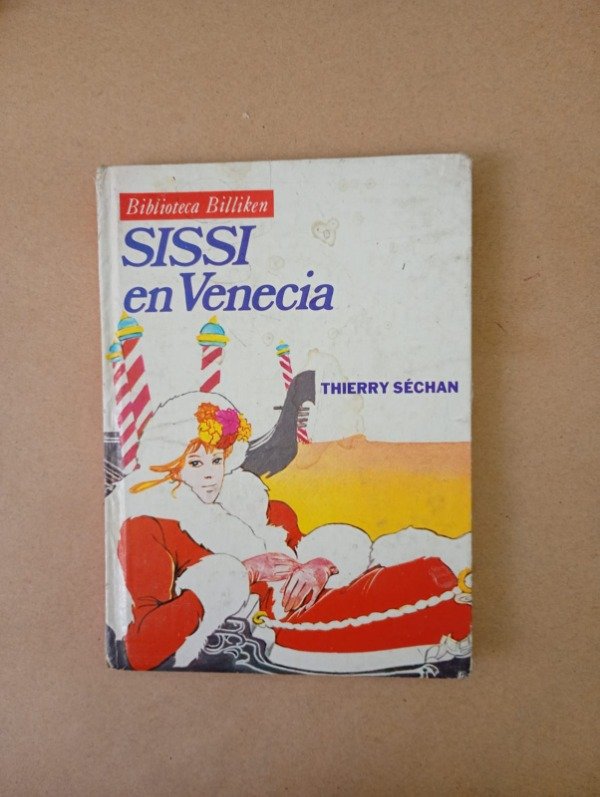 Biblioteca Billiken
SISSI
en Venecia
THIERRY SÉCHAN